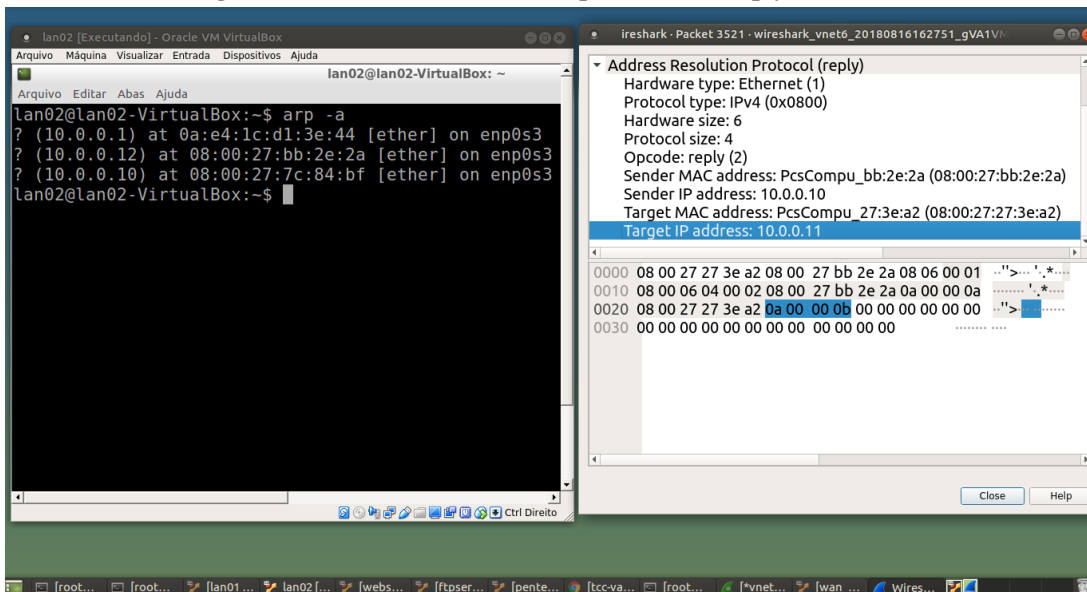 lan02 [Executando] - Oracle VM VirtualBox
Arquivo Máquina Visualizar Entrada Dispositivos Ajuda
lan02@lan02-VirtualBox: ~
Arquivo Editar Abas Ajuda
lan02@lan02-VirtualBox:~$ arp -a
? (10.0.0.1) at 0a:e4:1c:d1:3e:44 [ether] on enp0s3
? (10.0.0.12) at 08:00:27:bb:2e:2a [ether] on enp0s3
? (10.0.0.10) at 08:00:27:7c:84:bf [ether] on enp0s3
lan02@lan02-VirtualBox:~$
Ctrl Direito
ireshark · Packet 3521 · wireshark_vnet6_20180816162751_gVA1VM
Address Resolution Protocol (reply)
Hardware type: Ethernet (1)
Protocol type: IPv4 (0x0800)
Hardware size: 6
Protocol size: 4
Opcode: reply (2)
Sender MAC address: PcsCompu_bb:2e:2a (08:00:27:bb:2e:2a)
Sender IP address: 10.0.0.10
Target MAC address: PcsCompu_27:3e:a2 (08:00:27:27:3e:a2)
Target IP address: 10.0.0.11
0000 08 00 27 27 3e a2 08 00 27 bb 2e 2a 08 06 00 01 ··''>··· '·.*····
0010 08 00 06 04 00 02 08 00 27 bb 2e 2a 0a 00 00 0a ········ '·.*····
0020 08 00 27 27 3e a2 0a 00 00 0b 00 00 00 00 00 00 ··''>··· ········
0030 00 00 00 00 00 00 00 00 00 00 00 00 ········ ····
Close Help
[root... [root... [lan01 ... lan02 [... [webs... [ftpser... [pente... [tcc-va... [root... [*vnet... [wan ... Wires...